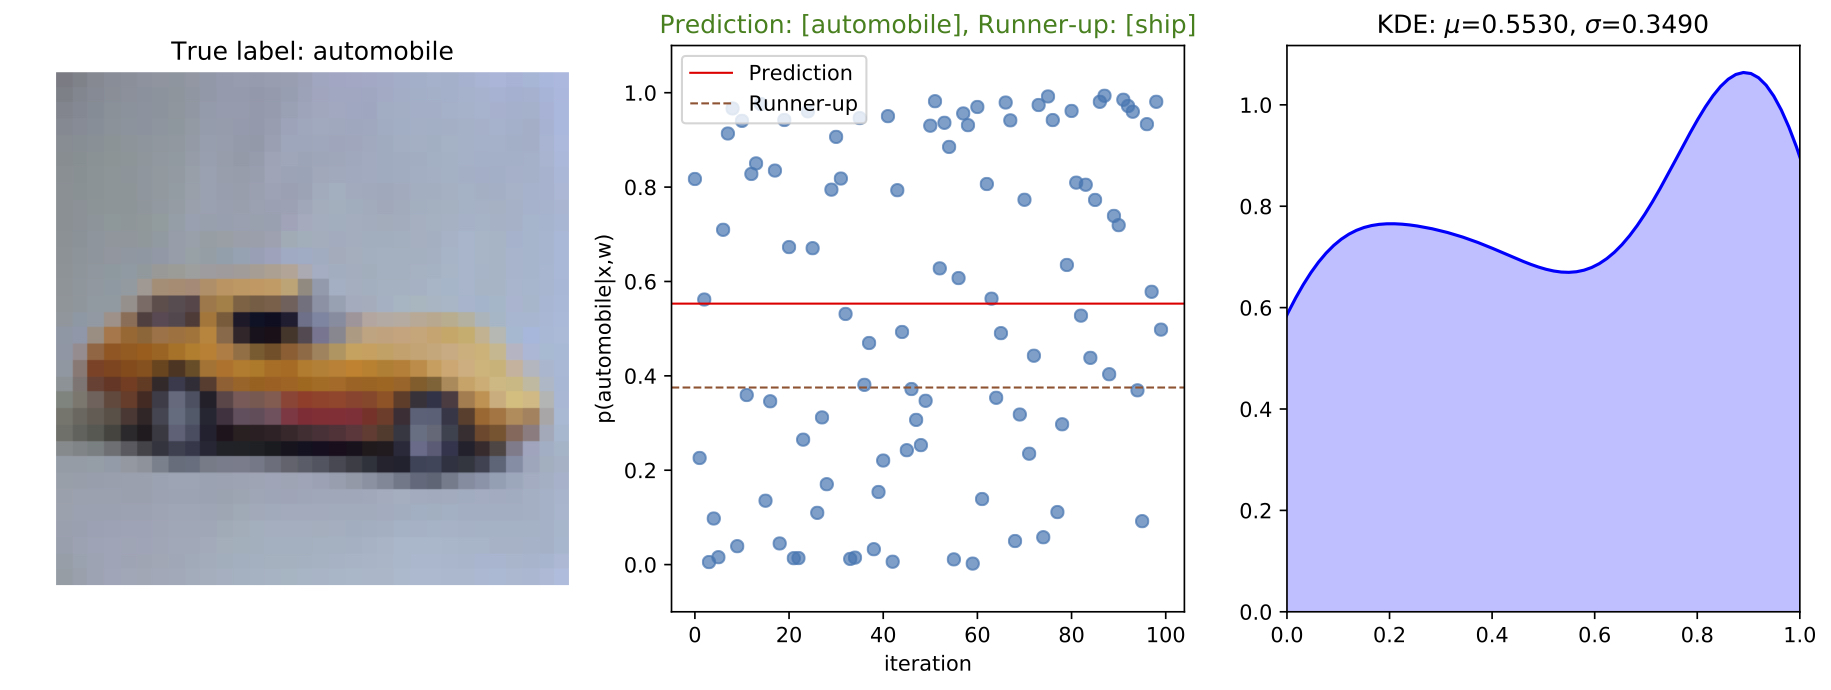 True label: automobile
Prediction: [automobile], Runner-up: [ship]
Prediction
Runner-up
1.0
0.8
0.6
0.4
0.2
0.0
p(automobile|x,w)
0 20 40 60 80 100
iteration
KDE: μ=0.5530, σ=0.3490
1.0
0.8
0.6
0.4
0.2
0.0
0.0 0.2 0.4 0.6 0.8 1.0